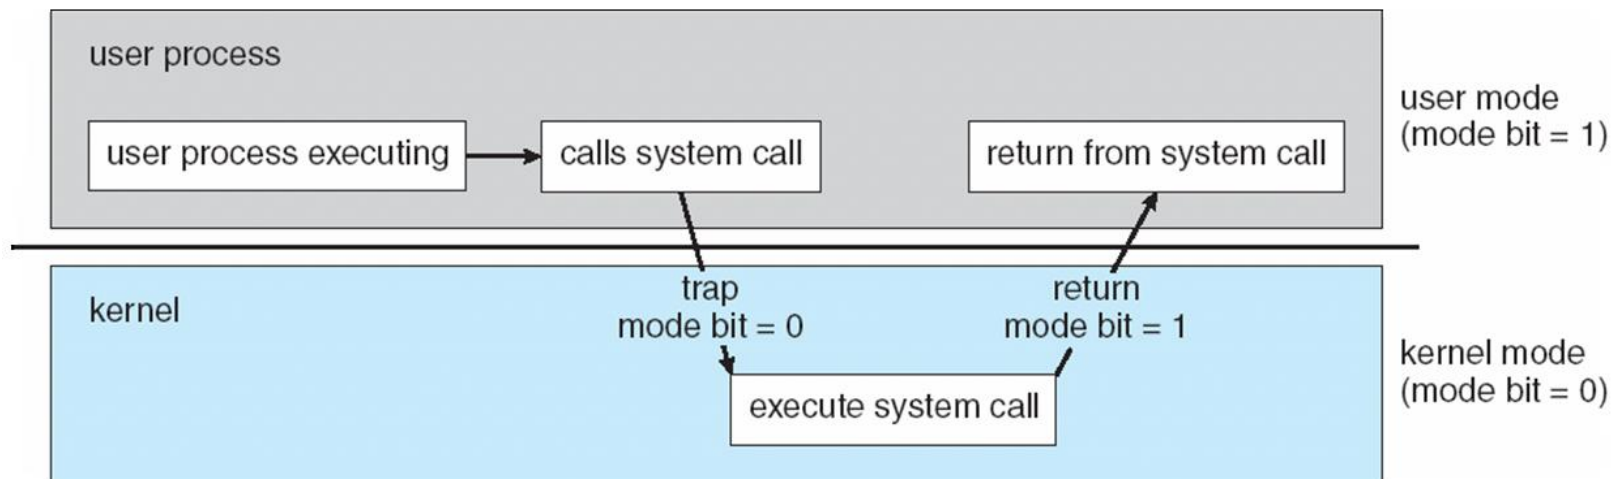 user process
user process executing
calls system call
return from system call
user mode
(mode bit = 1)
kernel
trap
mode bit = 0
return
mode bit = 1
execute system call
kernel mode
(mode bit = 0)